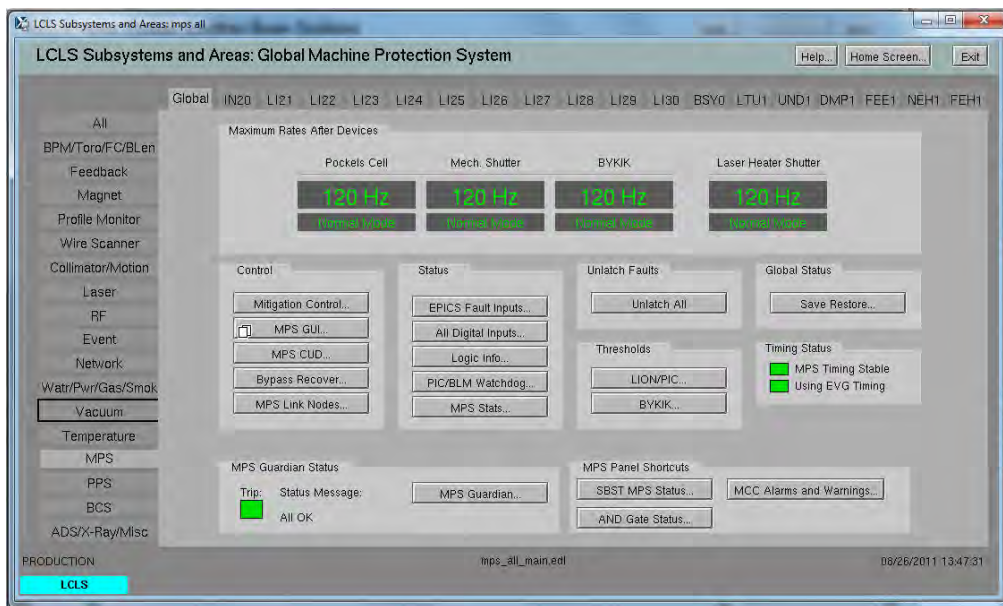 LCLS Subsystems and Areas: mps all
LCLS Subsystems and Areas: Global Machine Protection System
Help... Home Screen... Exit
Global IN20 LI21 LI22 LI23 LI24 LI25 LI26 LI27 LI28 LI29 LI30 BSY0 LTU1 UND1 DMP1 FEE1 NEH1 FEH1
All
BPM/Toro/FC/BLen
Feedback
Magnet
Profile Monitor
Wire Scanner
Collimator/Motion
Laser
RF
Event
Network
Watr/Pwr/Gas/Smok
Vacuum
Temperature
MPS
PPS
BCS
ADS/X-Ray/Misc
Maximum Rates After Devices
Pockels Cell Mech. Shutter BYKIK Laser Heater Shutter
120 Hz 120 Hz 120 Hz 120 Hz
Normal Mode Normal Mode Normal Mode Normal Mode
Control
Mitigation Control...
MPS GUI...
MPS CUD...
Bypass Recover...
MPS Link Nodes...
Status
EPICS Fault Inputs...
All Digital Inputs...
Logic Info...
PIC/BLM Watchdog...
MPS Stats...
Unlatch Faults
Unlatch All
Thresholds
LION/PIC...
BYKIK...
Global Status
Save Restore...
Timing Status
MPS Timing Stable
Using EVG Timing
MPS Guardian Status
Trip: Status Message:
All OK
MPS Guardian...
MPS Panel Shortcuts
SBST MPS Status... MCC Alarms and Warnings...
AND Gate Status...
PRODUCTION mps_all_main.edl 08/26/2011 13:47:31
LCLS